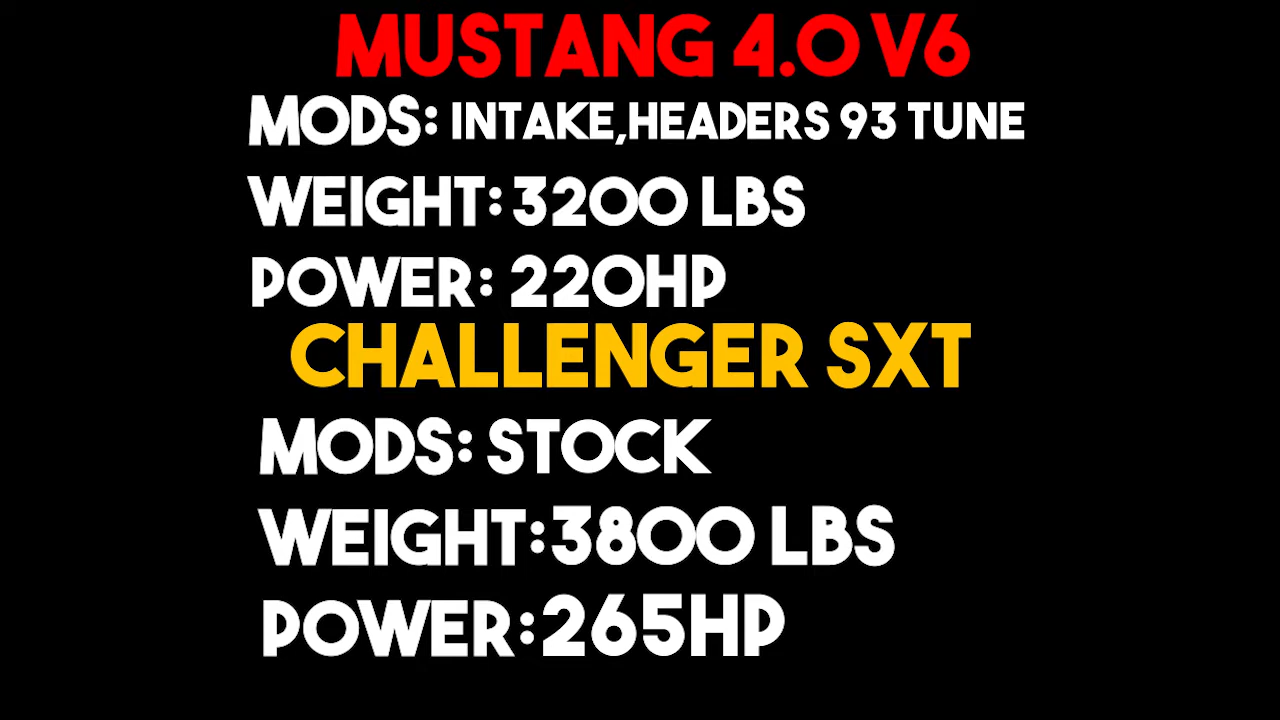 MUSTANG 4.0 V6
MODS: INTAKE,HEADERS 93 TUNE
WEIGHT: 3200 LBS
POWER: 220HP
CHALLENGER SXT
MODS: STOCK
WEIGHT:3800 LBS
POWER:265HP